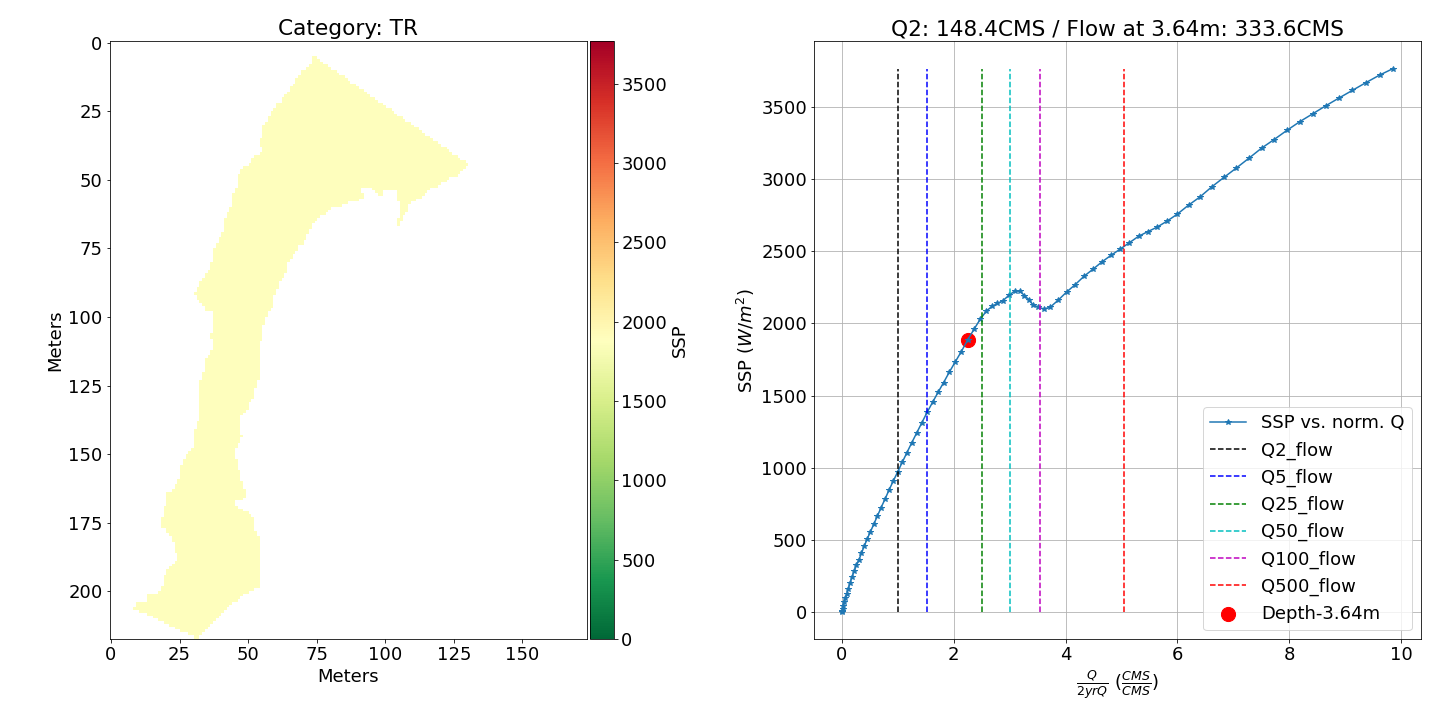 Category: TR
0
25
50
75
100
125
150
175
200
Meters
0
25
50
75
100
125
150
Meters
3500
3000
2500
2000
1500
1000
500
0
SSP
Q2: 148.4CMS / Flow at 3.64m: 333.6CMS
3500
3000
2500
2000
1500
1000
500
0
SSP (W/m²)
0
2
4
6
8
10
Q/2yrQ (CMS/CMS)
SSP vs. norm. Q
Q2_flow
Q5_flow
Q25_flow
Q50_flow
Q100_flow
Q500_flow
Depth-3.64m